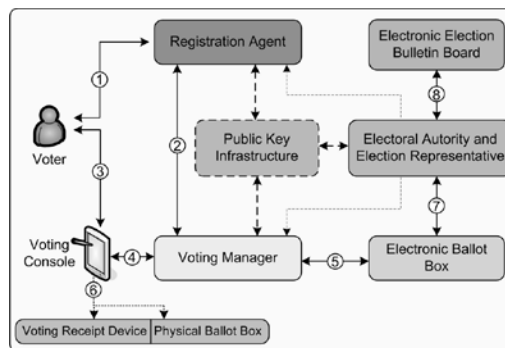 Registration Agent
Electronic Election
Bulletin Board
1
8
Voter
2
Public Key
Infrastructure
Electoral Autority and
Election Representative
3
7
Voting
Console
4
Voting Manager
5
Electronic Ballot
Box
6
Voting Receipt Device
Physical Ballot Box